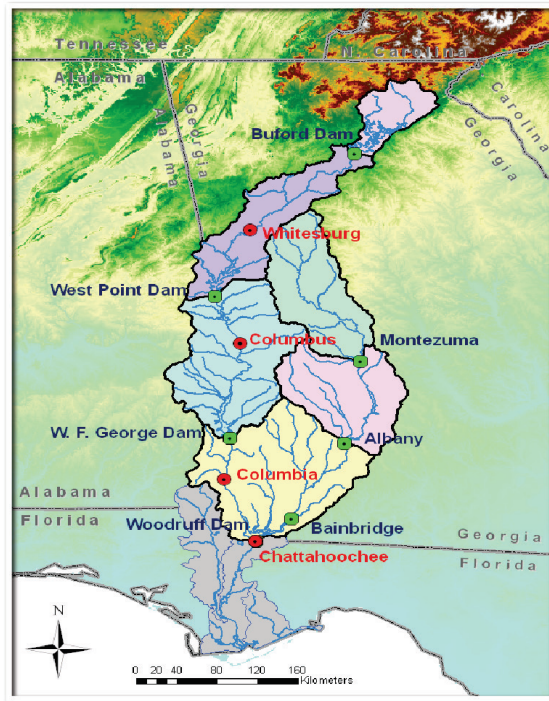 Tennessee
Alabama
N. Carolina
Carolina
Georgia
Georgia
Alabama
Buford Dam
Whitesburg
West Point Dam
Columbus
Montezuma
W. F. George Dam
Albany
Columbia
Alabama
Florida
Woodruff Dam
Bainbridge
Georgia
Chattahoochee
Florida
N
0 20 40 80 120 160
Kilometers